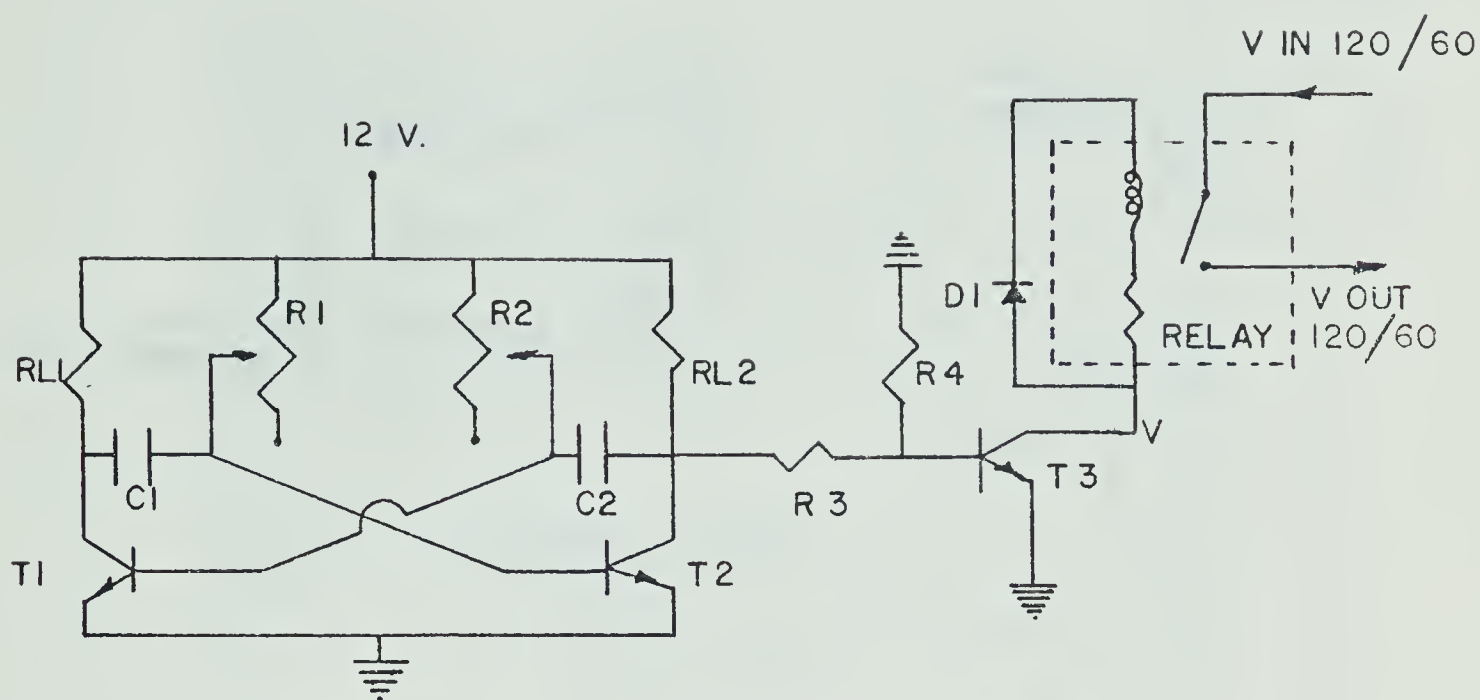 V IN 120/60
12 V.
R1
R2
D1
V OUT
120/60
RELAY
RL1
RL2
R4
C1
C2
R3
V
T3
T1
T2